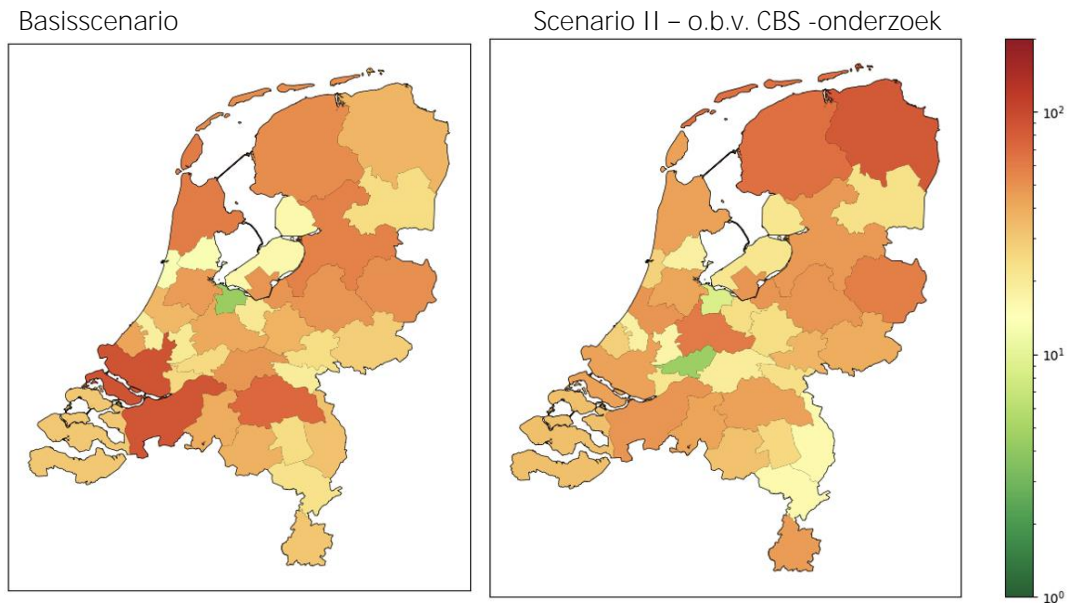 Basisscenario
Scenario II – o.b.v. CBS -onderzoek
10²
10¹
10⁰